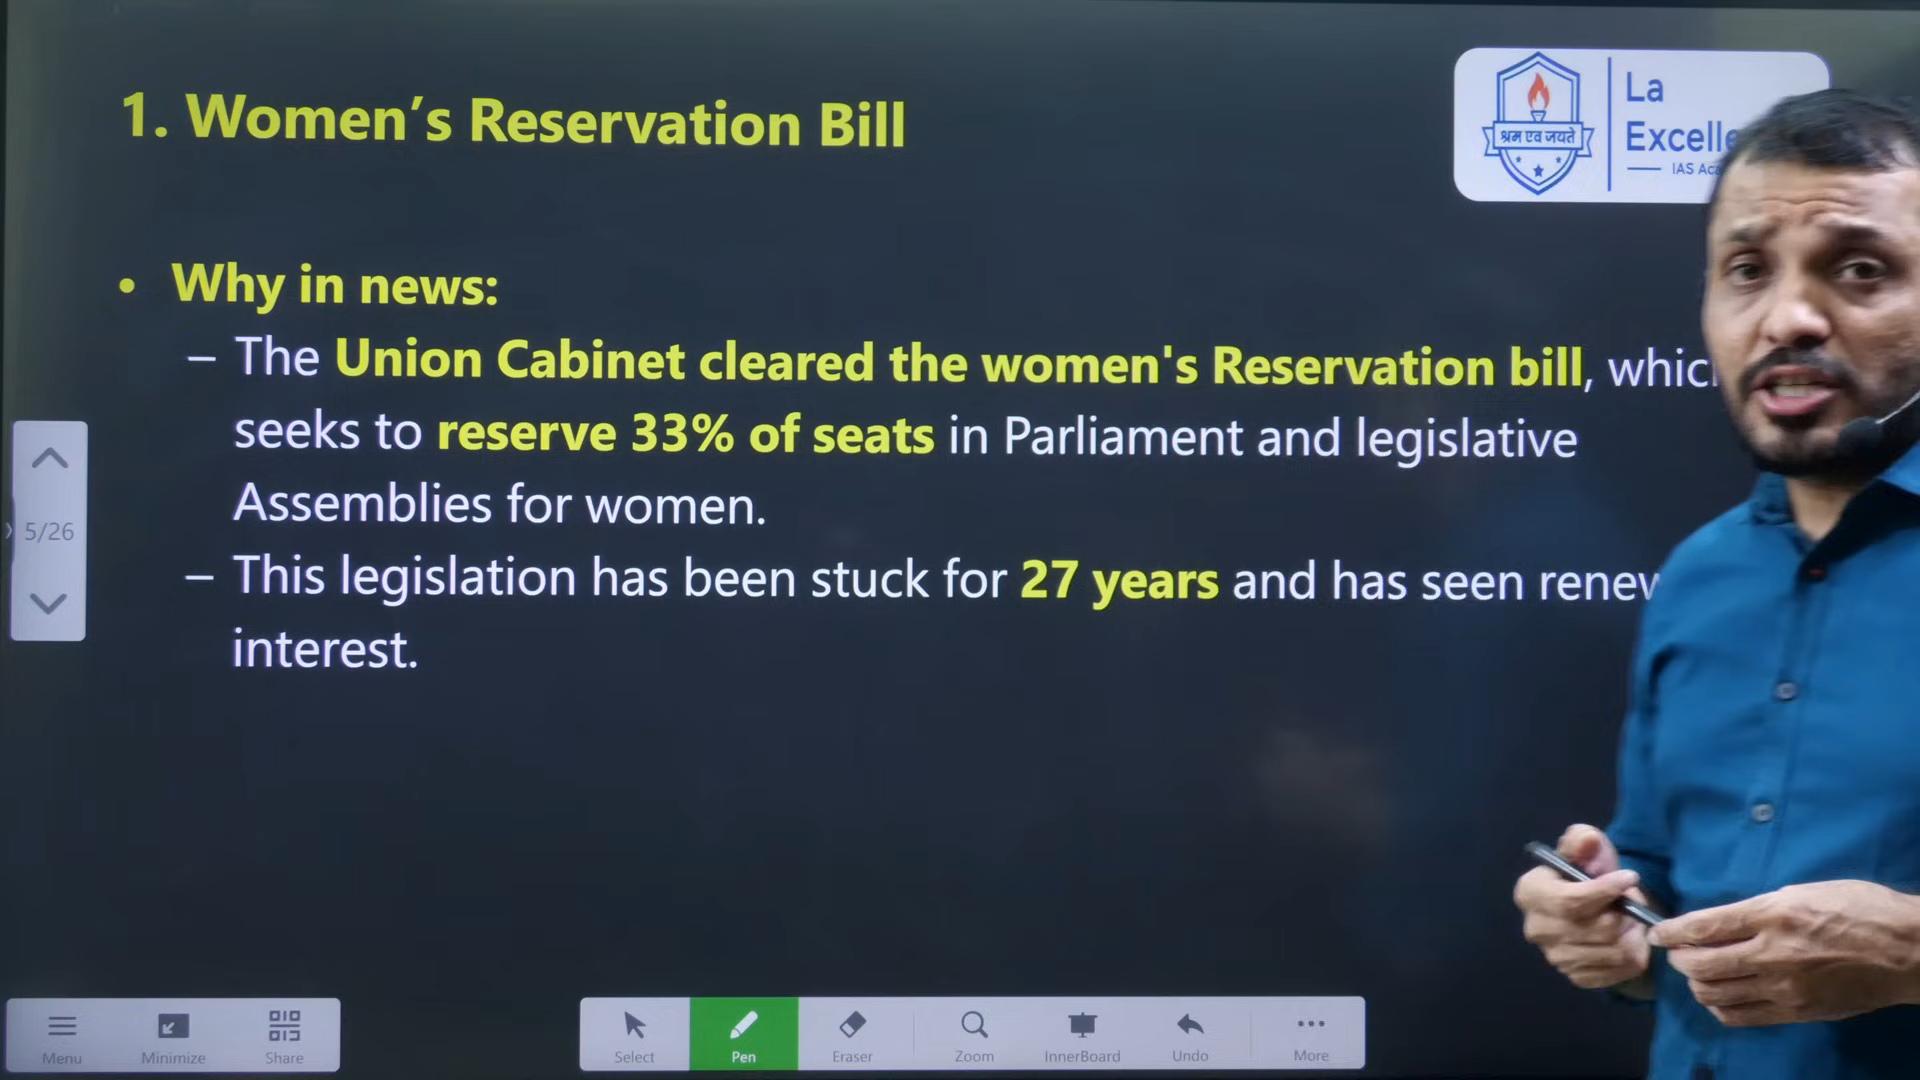 1. Women’s Reservation Bill
La
श्रम एव जयते
• Why in news:
– The Union Cabinet cleared the women's Reservation bill,
seeks to reserve 33% of seats in Parliament and legislative
Assemblies for women.
5/26
– This legislation has been stuck for 27 years and has seen
interest.
Menu Minimize Share Select Pen Eraser Zoom InnerBoard Undo More